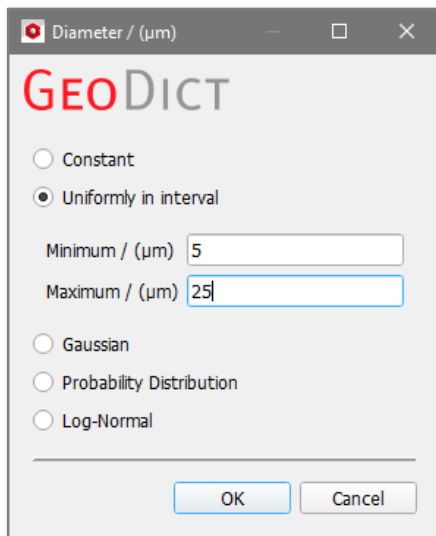 Diameter / (µm)
GEODICT
Constant
Uniformly in interval
Minimum / (µm) 5
Maximum / (µm) 25
Gaussian
Probability Distribution
Log-Normal
OK Cancel